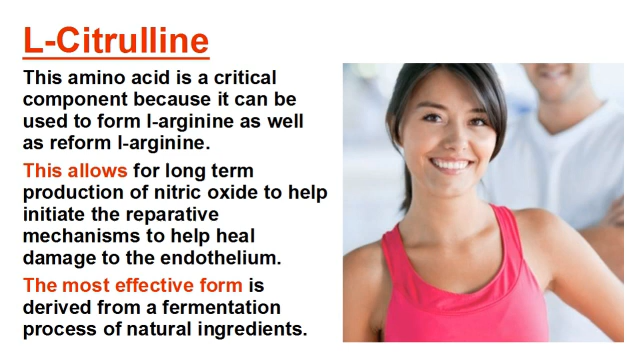 L-Citrulline
This amino acid is a critical
component because it can be
used to form l-arginine as well
as reform l-arginine.
This allows for long term
production of nitric oxide to help
initiate the reparative
mechanisms to help heal
damage to the endothelium.
The most effective form is
derived from a fermentation
process of natural ingredients.